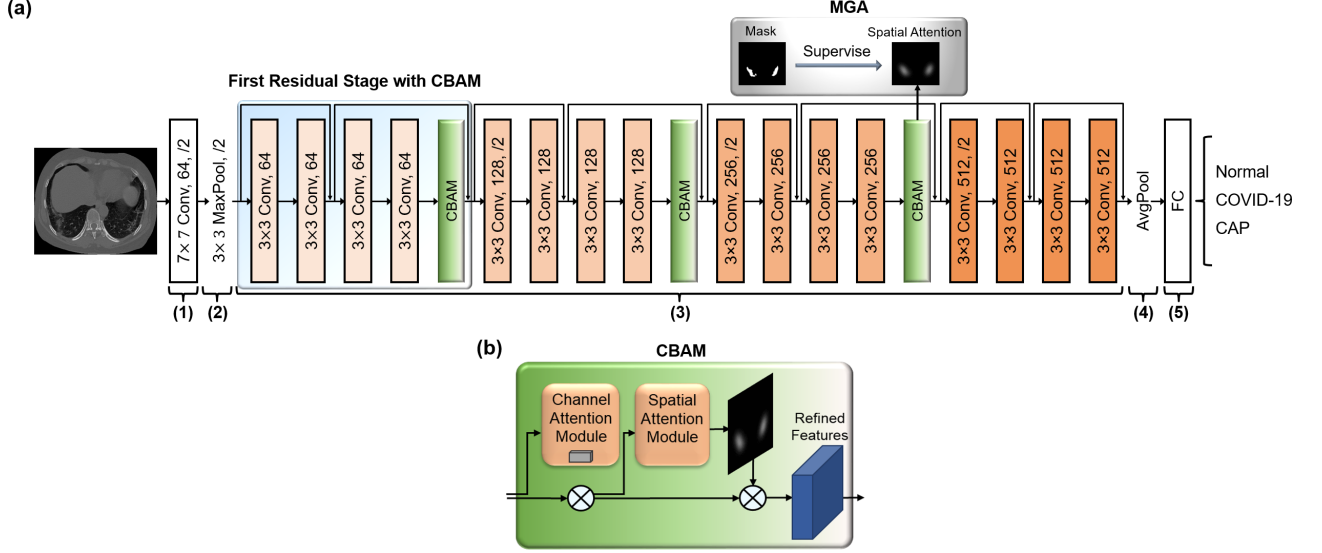 (a)
MGA
Mask
Spatial Attention
Supervise
First Residual Stage with CBAM
7×7 Conv, 64, /2
3×3 MaxPool, /2
3×3 Conv, 64
3×3 Conv, 64
3×3 Conv, 64
3×3 Conv, 64
CBAM
3×3 Conv, 128, /2
3×3 Conv, 128
3×3 Conv, 128
3×3 Conv, 128
CBAM
3×3 Conv, 256, /2
3×3 Conv, 256
3×3 Conv, 256
3×3 Conv, 256
CBAM
3×3 Conv, 512, /2
3×3 Conv, 512
3×3 Conv, 512
3×3 Conv, 512
AvgPool
FC
Normal
COVID-19
CAP
(1)
(2)
(3)
(4)
(5)
(b)
CBAM
Channel
Attention
Module
Spatial
Attention
Module
Refined
Features